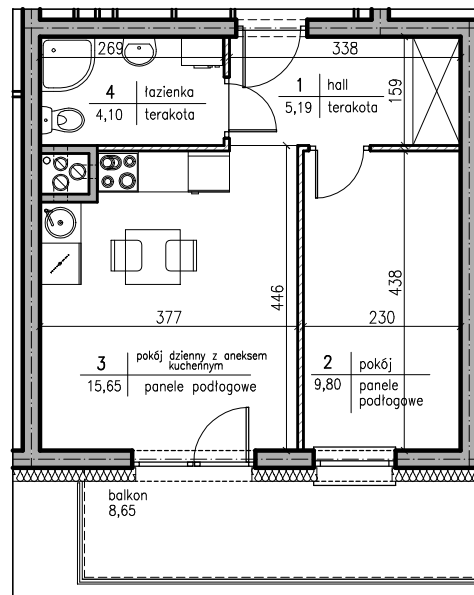 269
338
4 łazienka
4,10 terakota
1 hall
5,19 terakota
159
446
438
377
230
3 pokój dzienny z aneksem
kuchennym
15,65 panele podłogowe
2 pokój
9,80 panele
podłogowe
balkon
8,65